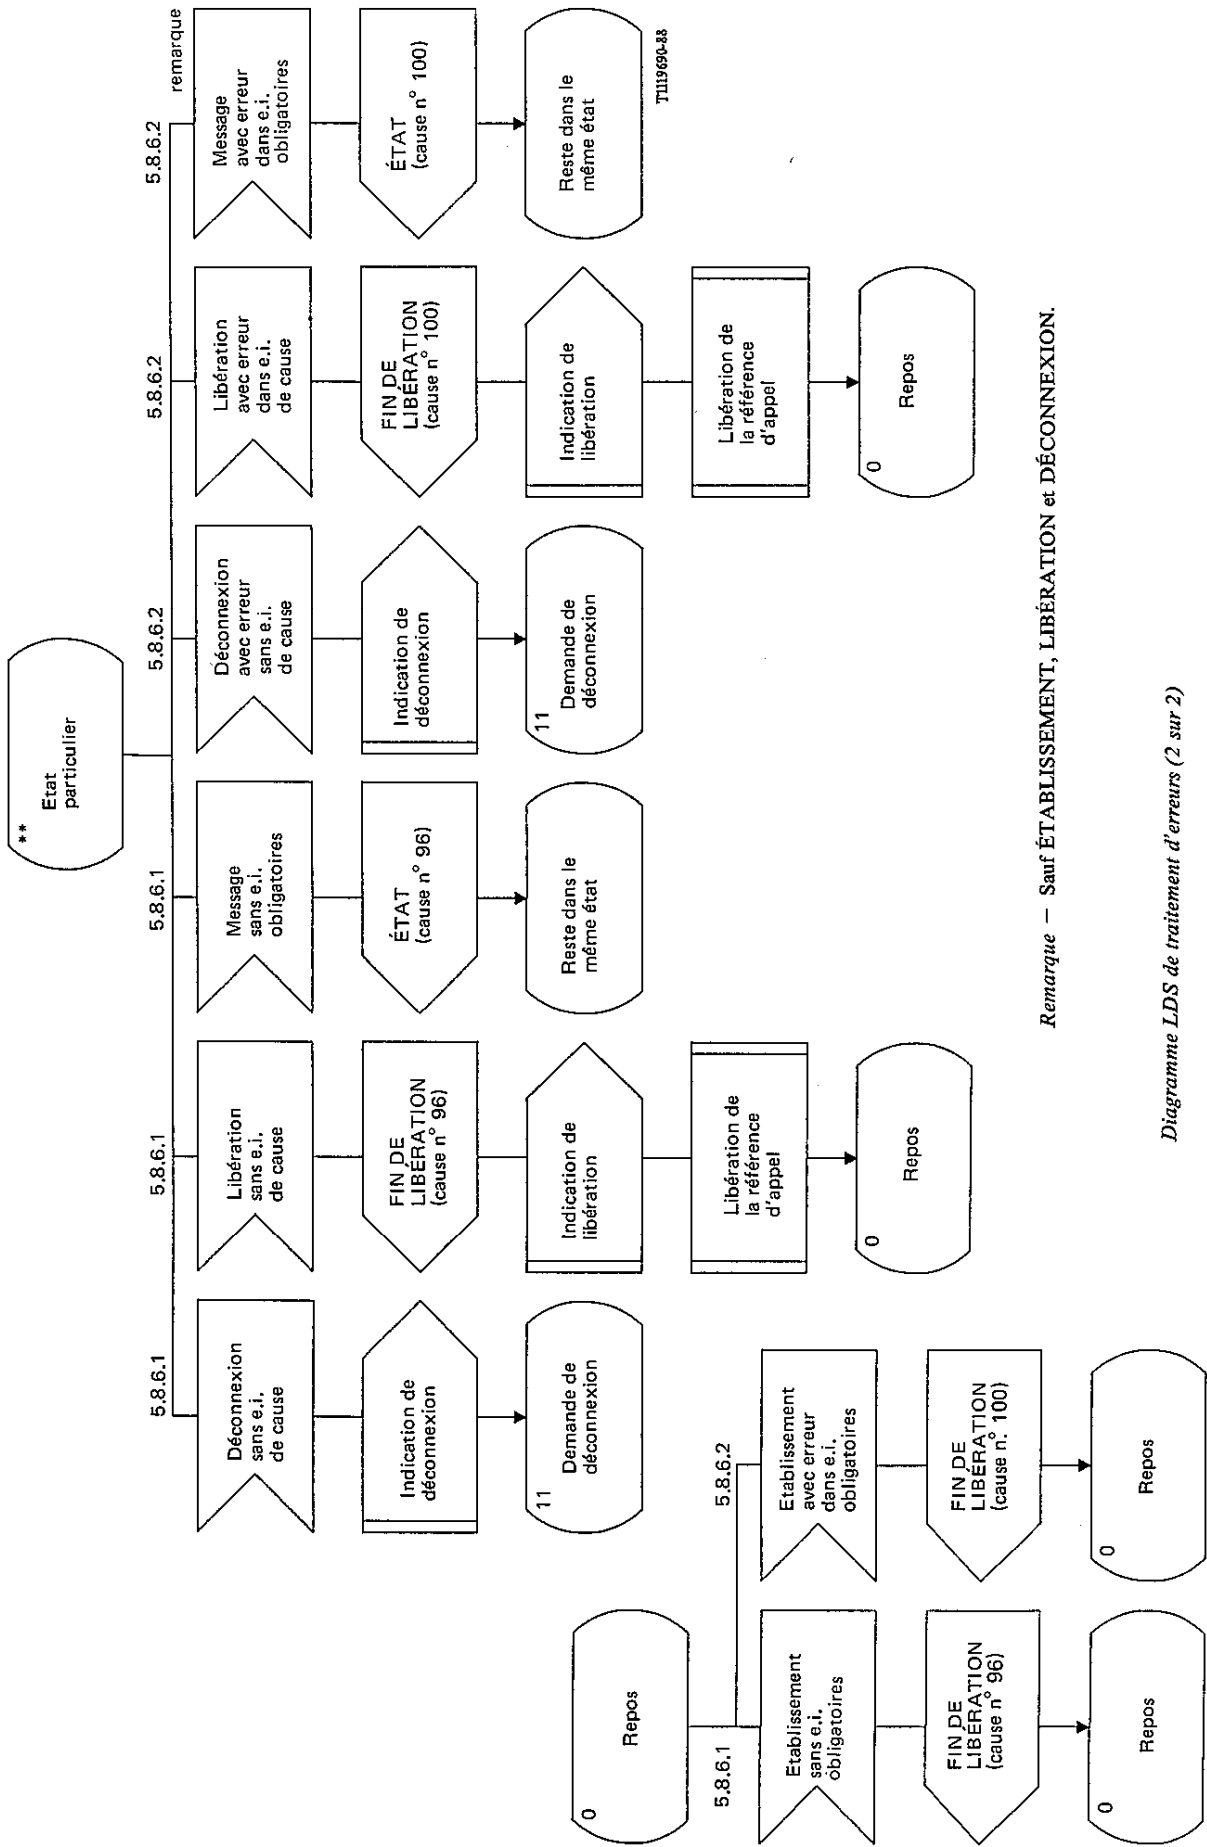 **
Etat
particulier
5.8.6.1
Déconnexion
sans e.i.
de cause
Indication de
déconnexion
11
Demande de
déconnexion
5.8.6.1
Libération
sans e.i.
de cause
FIN DE
LIBÉRATION
(cause n° 96)
Indication de
libération
Libération de
la référence
d'appel
0
Repos
5.8.6.1
Message
sans e.i.
obligatoires
ÉTAT
(cause n° 96)
Reste dans le
même état
5.8.6.2
Déconnexion
avec erreur
sans e.i.
de cause
Indication de
déconnexion
11
Demande de
déconnexion
5.8.6.2
Libération
avec erreur
dans e.i.
de cause
FIN DE
LIBÉRATION
(cause n° 100)
Indication de
libération
Libération de
la référence
d'appel
0
Repos
5.8.6.2
remarque
Message
avec erreur
dans e.i.
obligatoires
ÉTAT
(cause n° 100)
Reste dans le
même état
T1119690-88
0
Repos
5.8.6.1
Etablissement
sans e.i.
obligatoires
FIN DE
LIBÉRATION
(cause n° 96)
0
Repos
5.8.6.2
Etablissement
avec erreur
dans e.i.
obligatoires
FIN DE
LIBÉRATION
(cause n°. 100)
0
Repos
Remarque — Sauf ÉTABLISSEMENT, LIBÉRATION et DÉCONNEXION.
Diagramme LDS de traitement d'erreurs (2 sur 2)